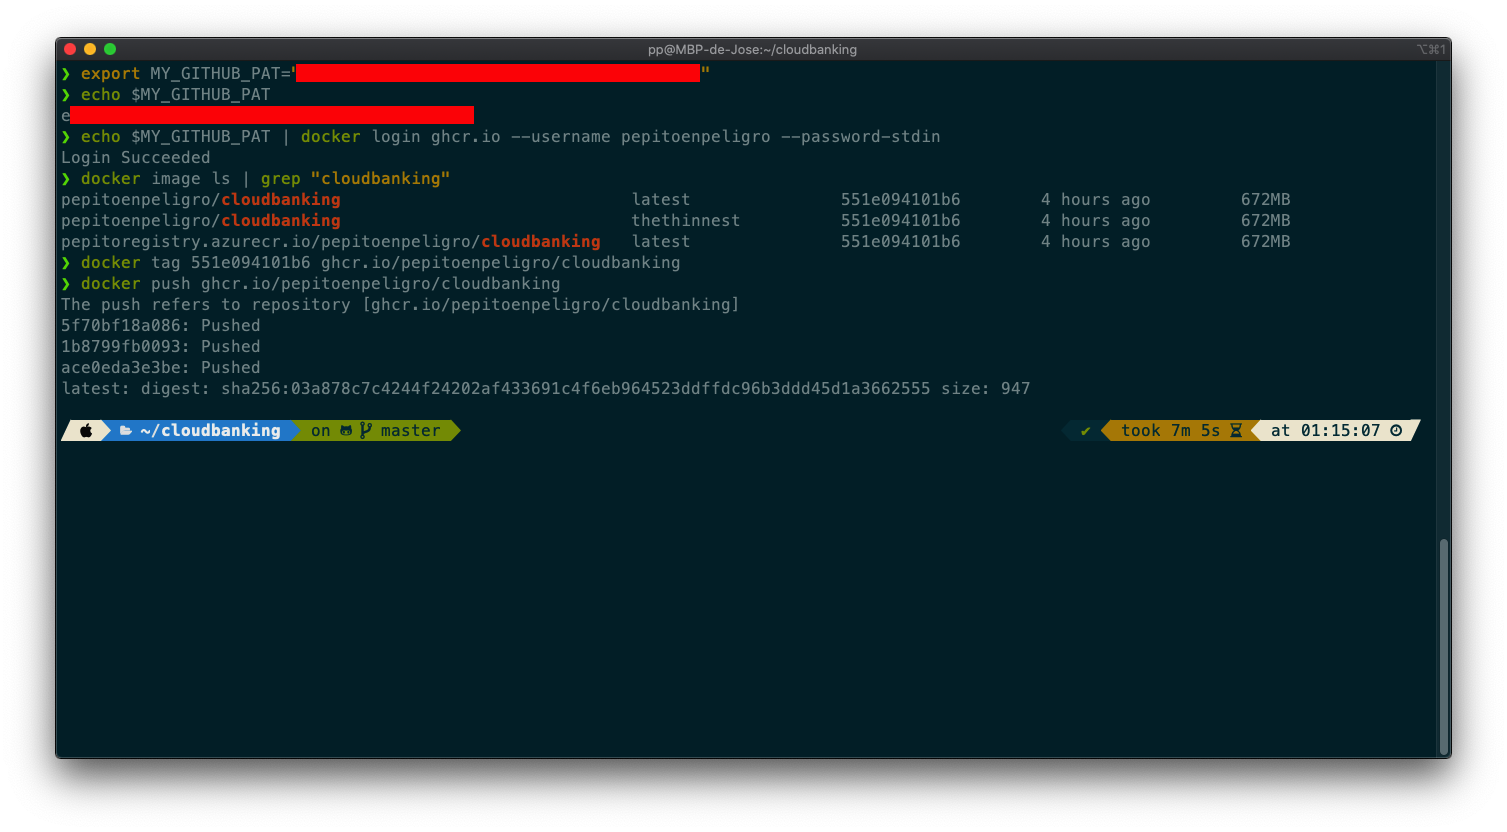 pp@MBP-de-Jose:~/cloudbanking ⌥⌘1
❯ export MY_GITHUB_PAT=""
❯ echo $MY_GITHUB_PAT
e
❯ echo $MY_GITHUB_PAT | docker login ghcr.io --username pepitoenpeligro --password-stdin
Login Succeeded
❯ docker image ls | grep "cloudbanking"
pepitoenpeligro/cloudbanking latest 551e094101b6 4 hours ago 672MB
pepitoenpeligro/cloudbanking thethinnest 551e094101b6 4 hours ago 672MB
pepitoregistry.azurecr.io/pepitoenpeligro/cloudbanking latest 551e094101b6 4 hours ago 672MB
❯ docker tag 551e094101b6 ghcr.io/pepitoenpeligro/cloudbanking
❯ docker push ghcr.io/pepitoenpeligro/cloudbanking
The push refers to repository [ghcr.io/pepitoenpeligro/cloudbanking]
5f70bf18a086: Pushed
1b8799fb0093: Pushed
ace0eda3e3be: Pushed
latest: digest: sha256:03a878c7c4244f24202af433691c4f6eb964523ddffdc96b3ddd45d1a3662555 size: 947
~/cloudbanking on master ✔ took 7m 5s at 01:15:07